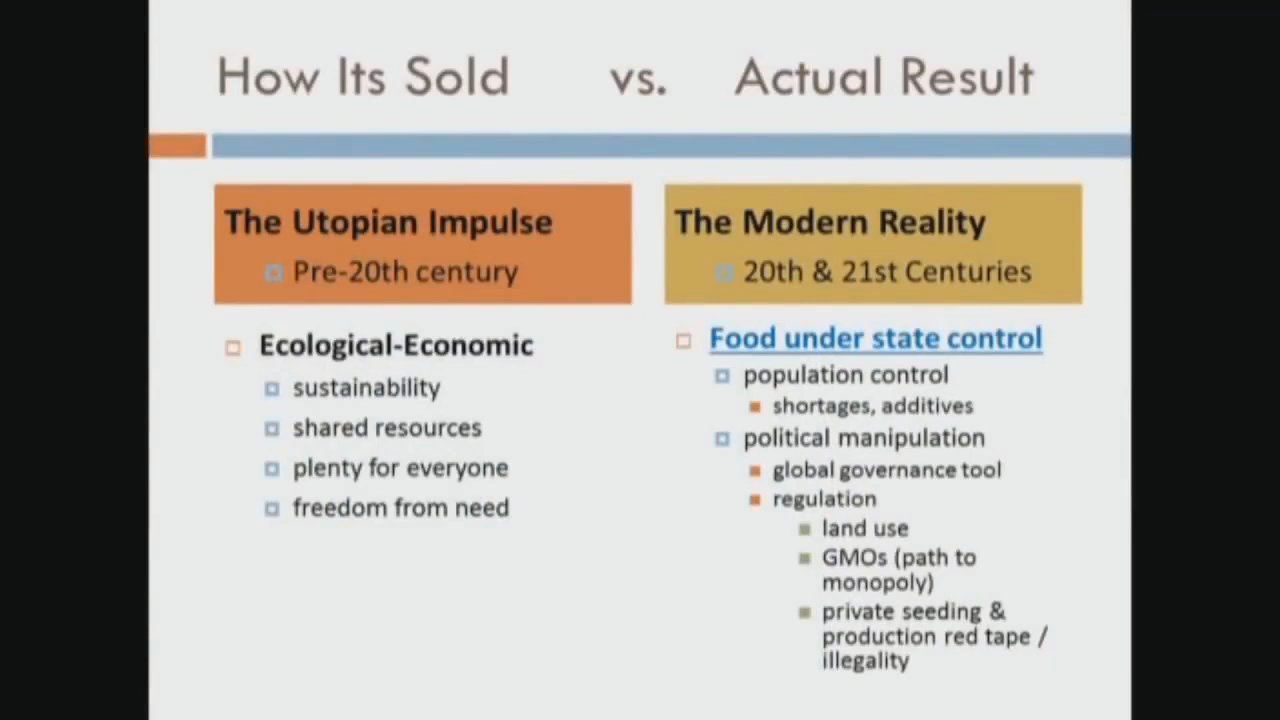 How Its Sold vs. Actual Result
The Utopian Impulse
Pre-20th century
Ecological-Economic
sustainability
shared resources
plenty for everyone
freedom from need
The Modern Reality
20th & 21st Centuries
Food under state control
population control
shortages, additives
political manipulation
global governance tool
regulation
land use
GMOs (path to
monopoly)
private seeding &
production red tape /
illegality